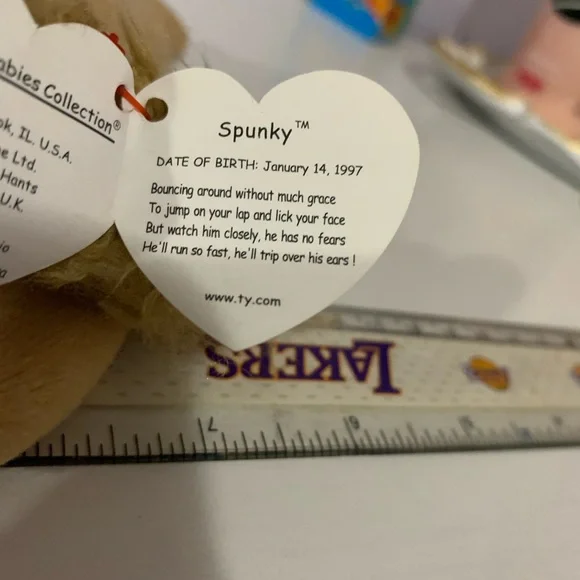 abies Collection®
ok, IL. U.S.A.
e Ltd.
Hants
U.K.
Spunky™
DATE OF BIRTH: January 14, 1997
Bouncing around without much grace
To jump on your lap and lick your face
But watch him closely, he has no fears
He'll run so fast, he'll trip over his ears !
www.ty.com
LAKERS
7
6